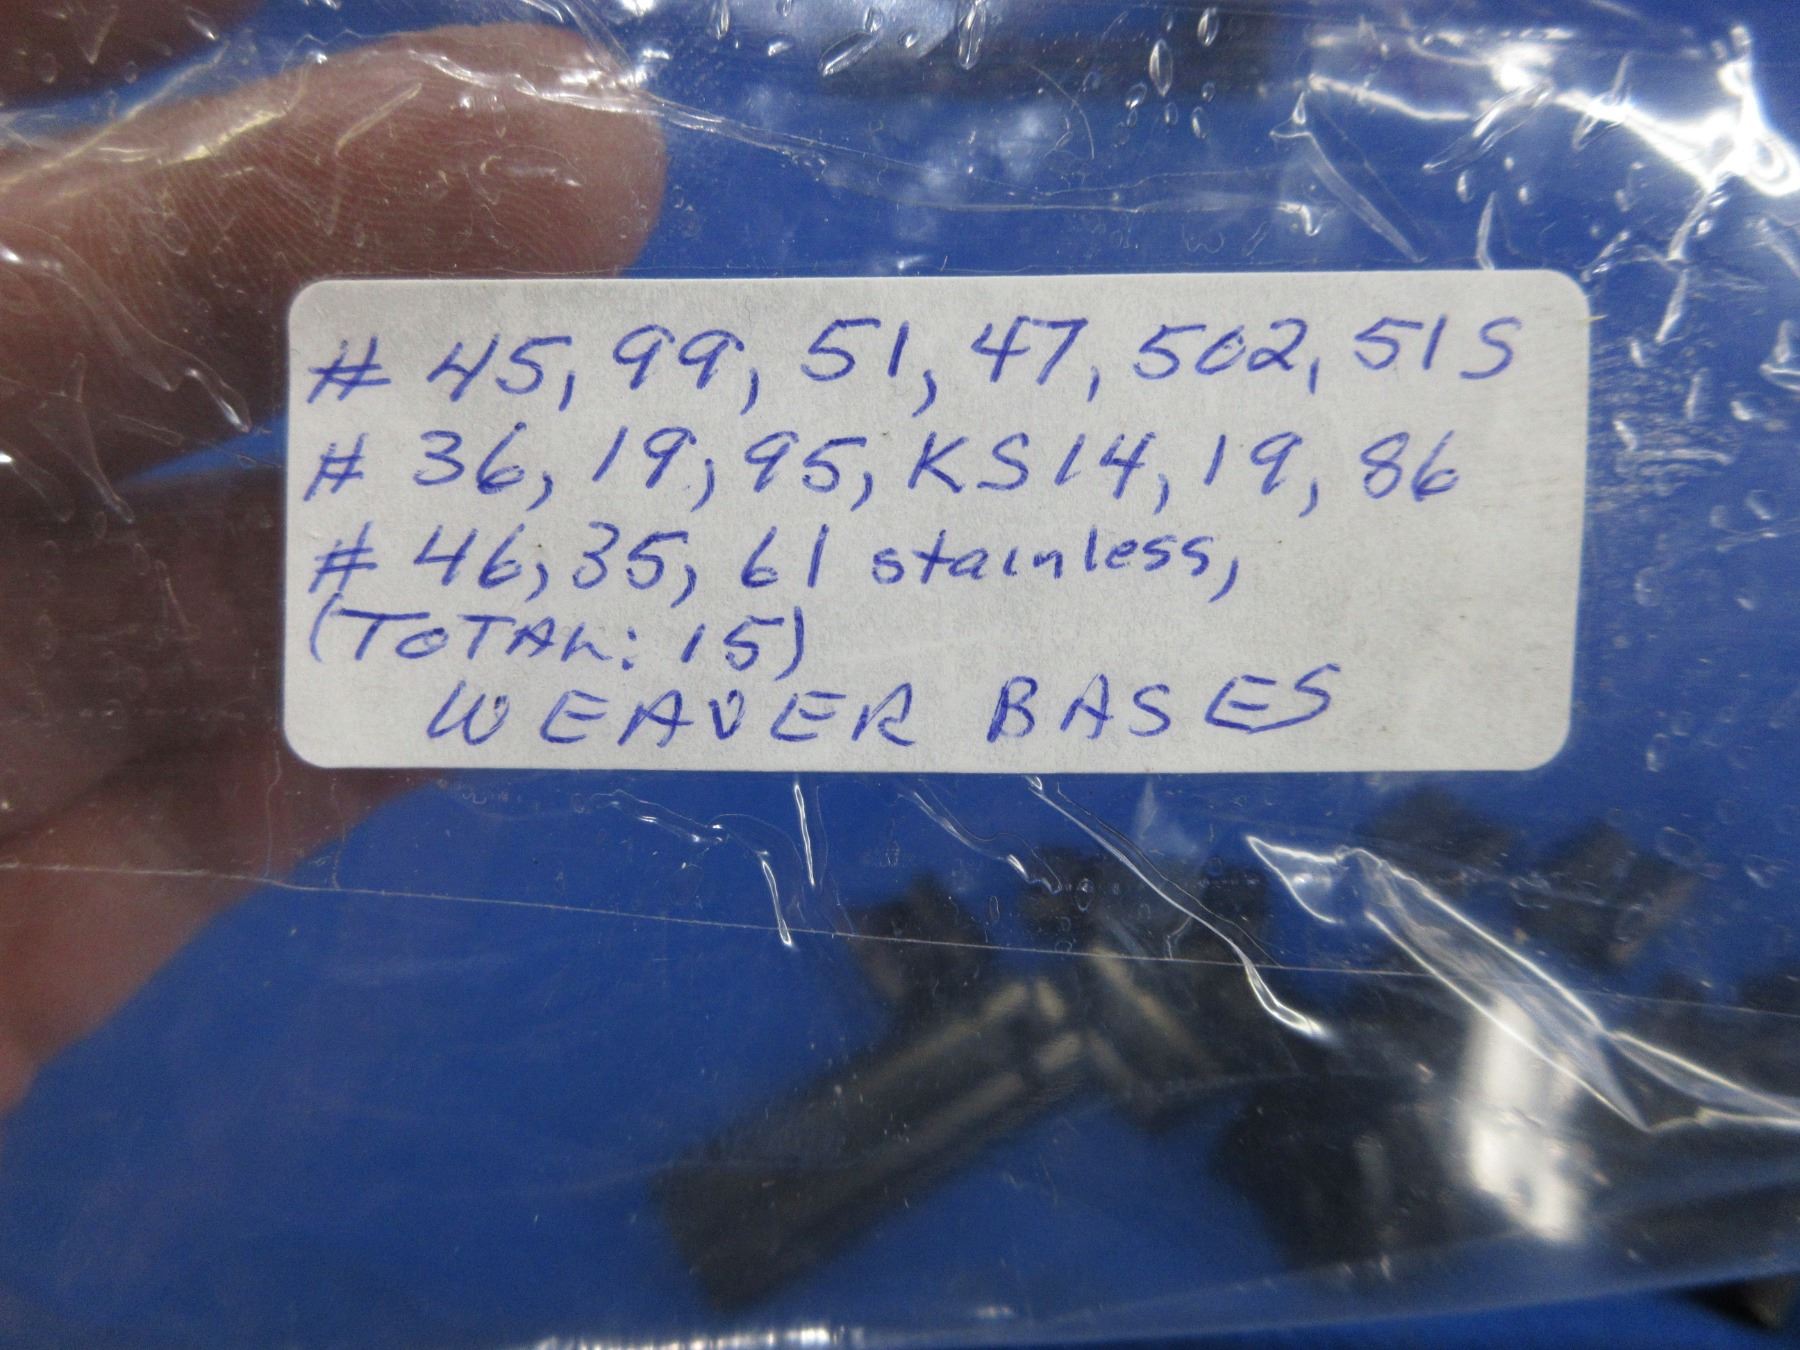 # 45, 99, 51, 47, 502, 51S
# 36, 19, 95, KS14, 19, 86
# 46, 35, 61 stainless,
(TOTAL: 15)
WEAVER BASES